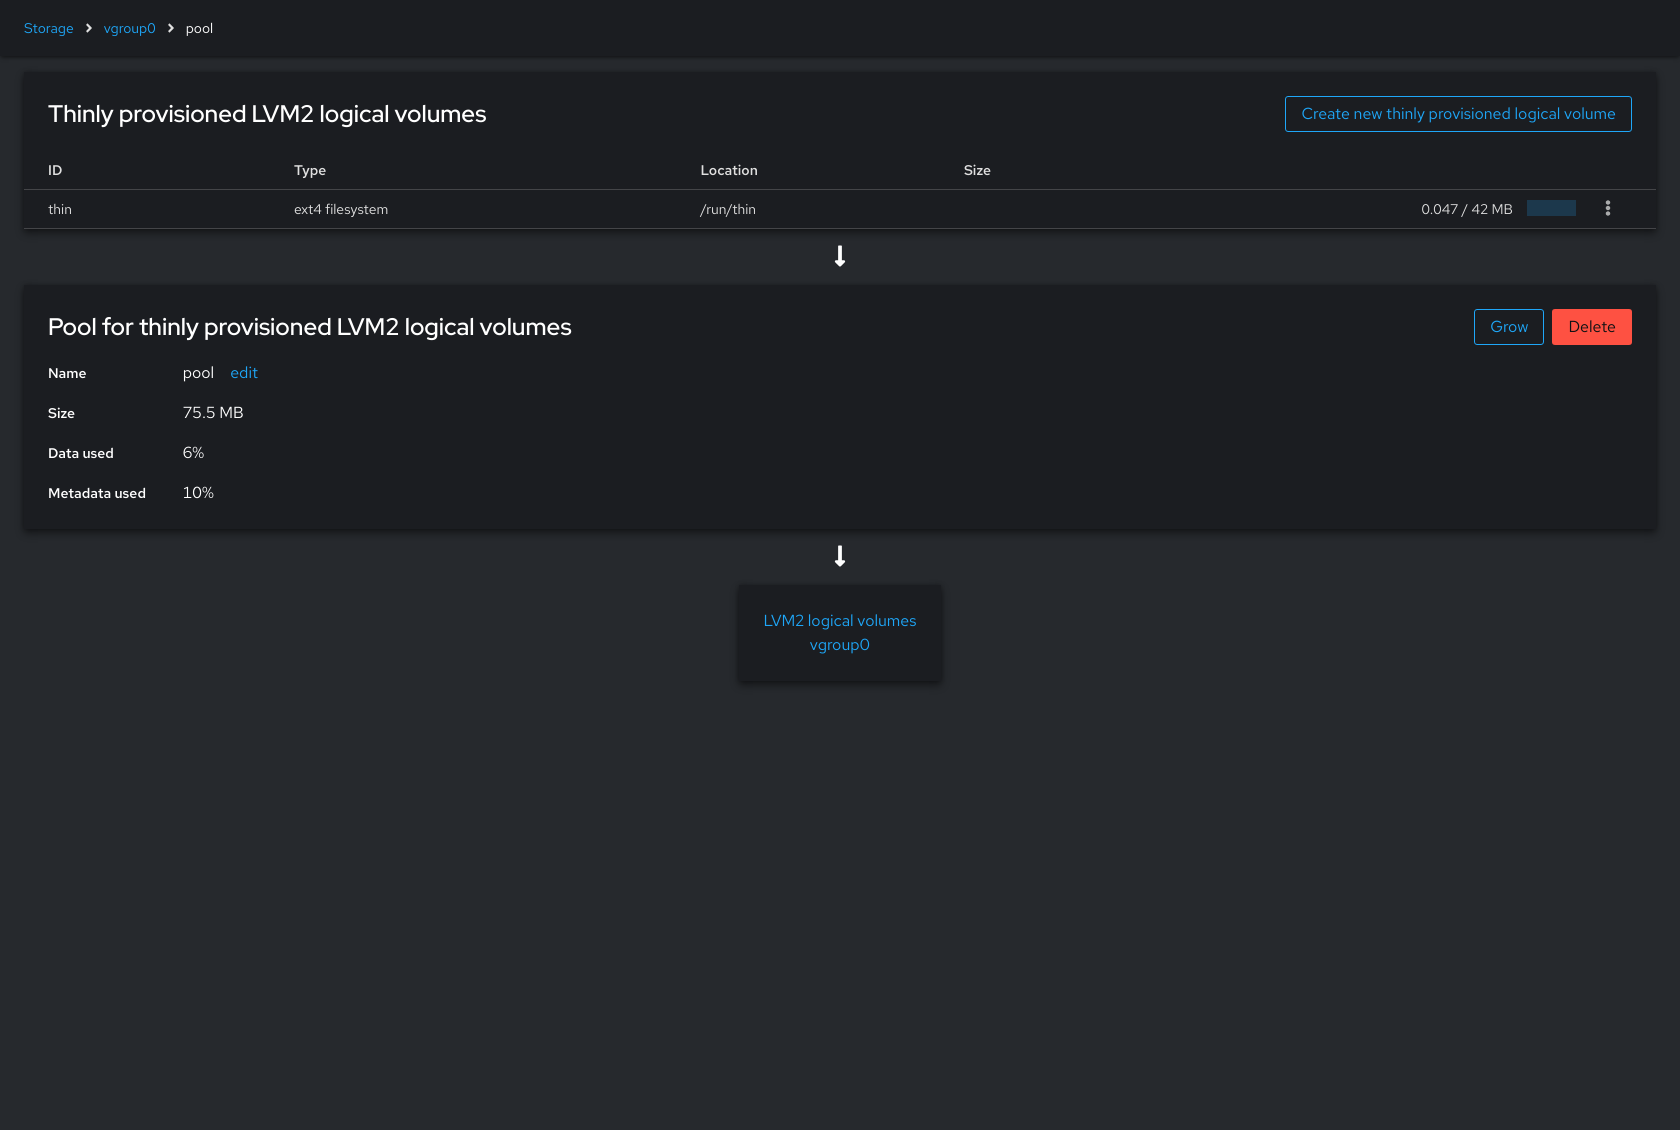 Storage > vgroup0 > pool
Thinly provisioned LVM2 logical volumes
Create new thinly provisioned logical volume
ID Type Location Size
thin ext4 filesystem /run/thin 0.047 / 42 MB
Pool for thinly provisioned LVM2 logical volumes
Grow Delete
Name pool edit
Size 75.5 MB
Data used 6%
Metadata used 10%
LVM2 logical volumes
vgroup0